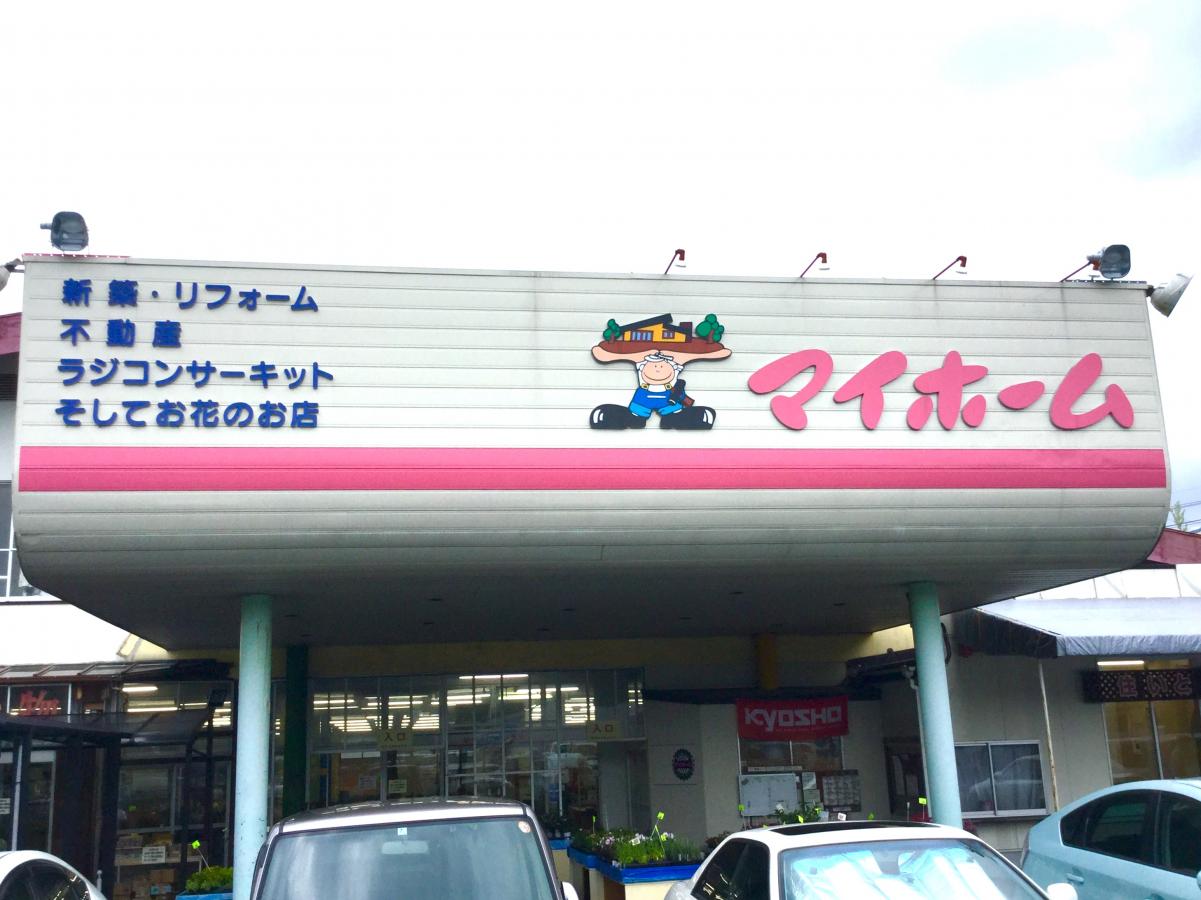 新築・リフォーム
不動産
ラジコンサーキット
そしてお花のお店
マイホーム
入口
入口
KYOSHO